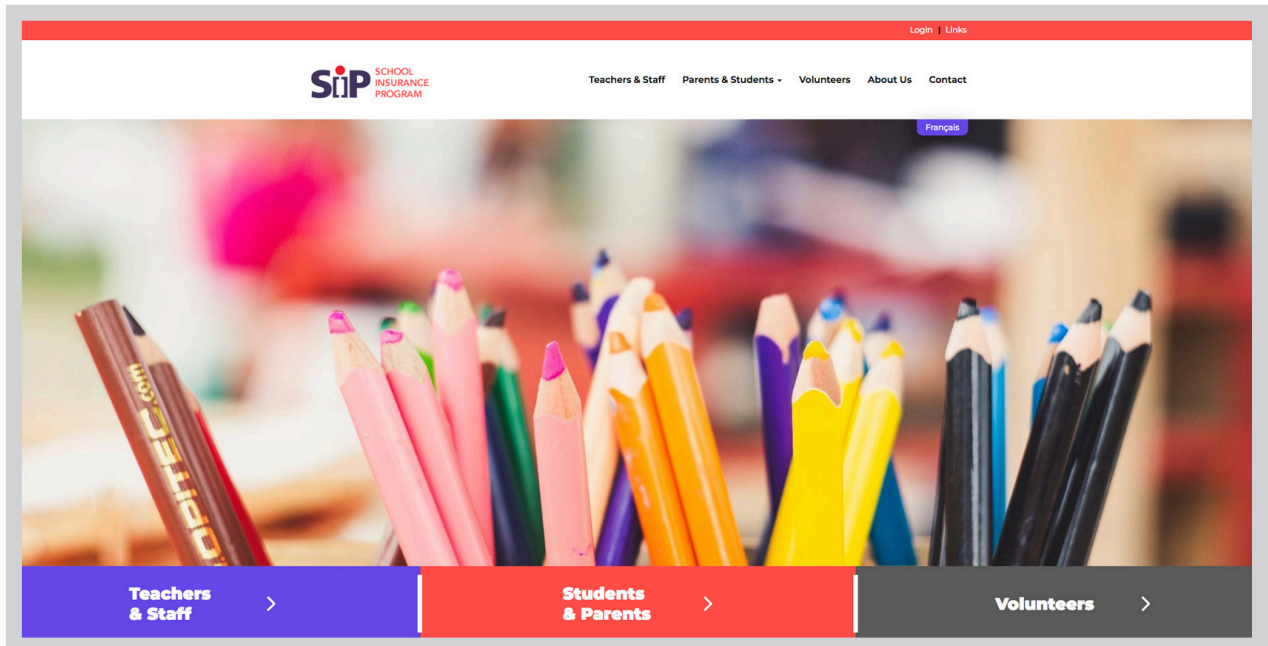 Login | Links
SiP SCHOOL
INSURANCE
PROGRAM
Teachers & Staff Parents & Students Volunteers About Us Contact
Français
.com
Teachers
& Staff
Students
& Parents
Volunteers